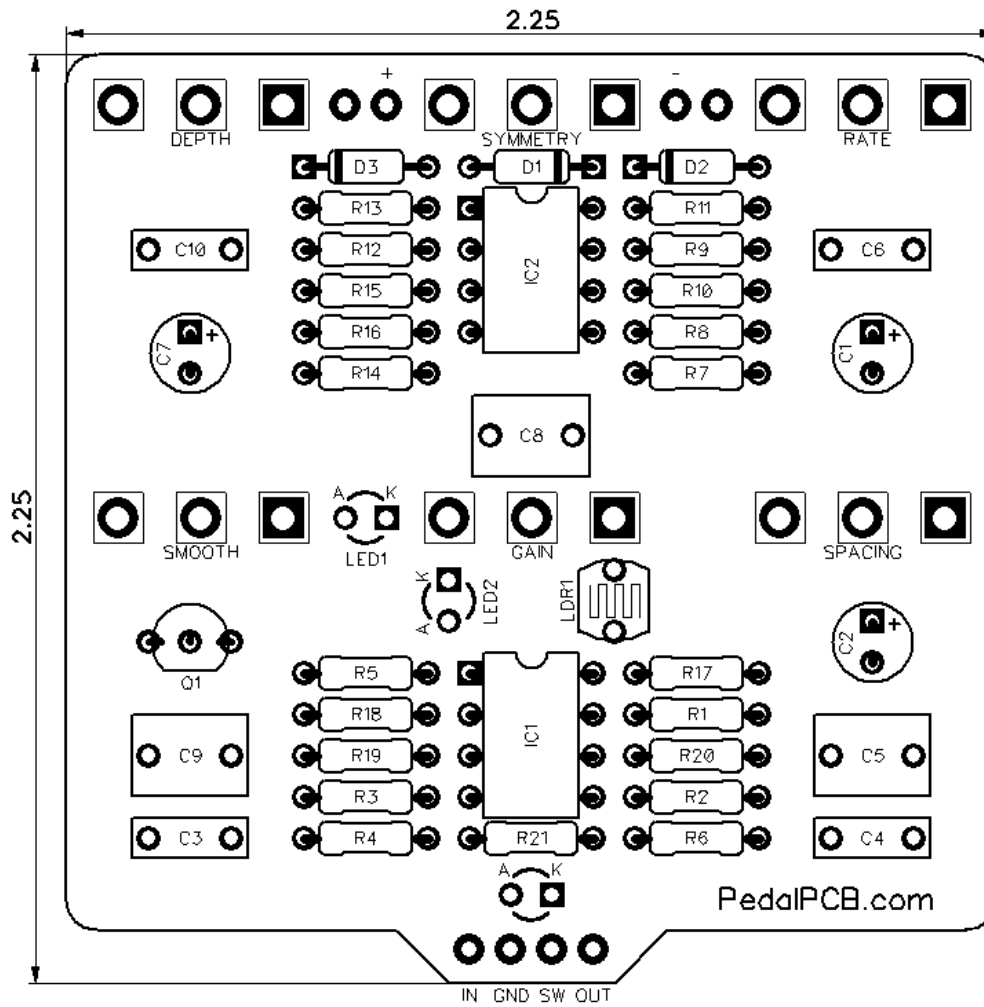 2.25
+ -
DEPTH SYMMETRY RATE
D3 D1 D2
R13 R11
C10 R12 IC2 R9 C6
R15 R10
C7 + R16 R8 C1 +
R14 R7
C8
2.25
A K
SMOOTH LED1 GAIN SPACING
K A LED2 LDR1
C2 +
Q1 R5 R17
R18 IC1 R1
C9 R19 R20 C5
R3 R2
C3 R4 R21 R6 C4
A K
PedalPCB.com
IN GND SW OUT